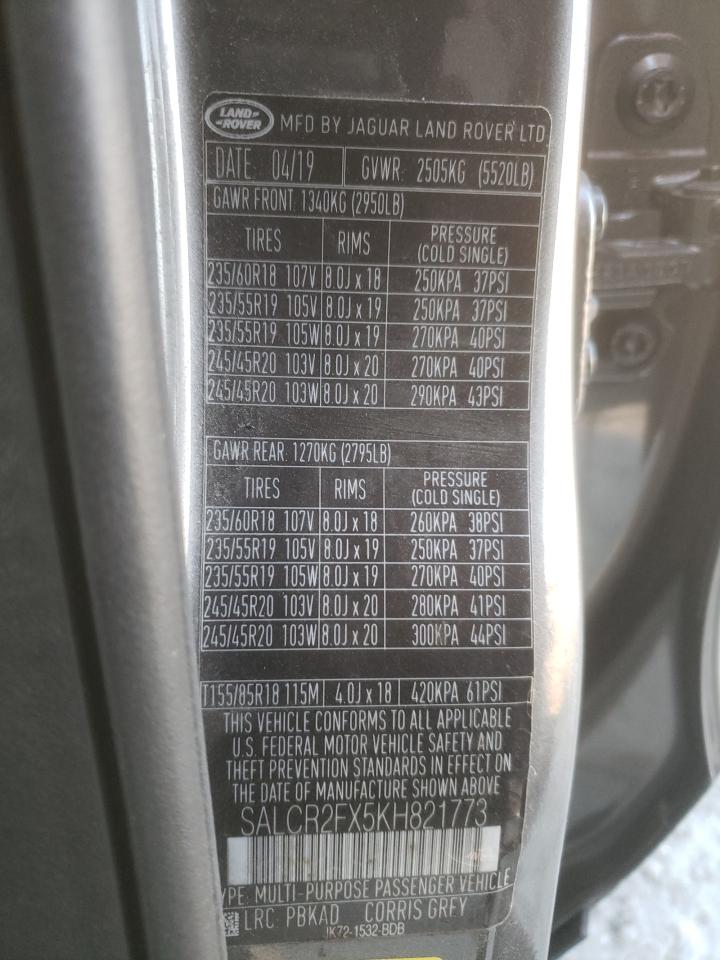 LAND ROVER
MFD BY JAGUAR LAND ROVER LTD
DATE: 04/19 GVWR: 2505KG (5520LB)
GAWR FRONT: 1340KG (2950LB)
TIRES RIMS PRESSURE (COLD SINGLE)
235/60R18 107V 8.0J x 18 250KPA 37PSI
235/55R19 105V 8.0J x 19 250KPA 37PSI
235/55R19 105W 8.0J x 19 270KPA 40PSI
245/45R20 103V 8.0J x 20 270KPA 40PSI
245/45R20 103W 8.0J x 20 290KPA 43PSI
GAWR REAR: 1270KG (2795LB)
TIRES RIMS PRESSURE (COLD SINGLE)
235/60R18 107V 8.0J x 18 260KPA 38PSI
235/55R19 105V 8.0J x 19 250KPA 37PSI
235/55R19 105W 8.0J x 19 270KPA 40PSI
245/45R20 103V 8.0J x 20 280KPA 41PSI
245/45R20 103W 8.0J x 20 300KPA 44PSI
T155/85R18 115M 4.0J x 18 420KPA 61PSI
THIS VEHICLE CONFORMS TO ALL APPLICABLE
U.S. FEDERAL MOTOR VEHICLE SAFETY AND
THEFT PREVENTION STANDARDS IN EFFECT ON
THE DATE OF MANUFACTURE SHOWN ABOVE
SALCR2FX5KH821773
YPE: MULTI-PURPOSE PASSENGER VEHICLE
LRC: PBKAD CORRIS GREY
JK72-1532-BDB